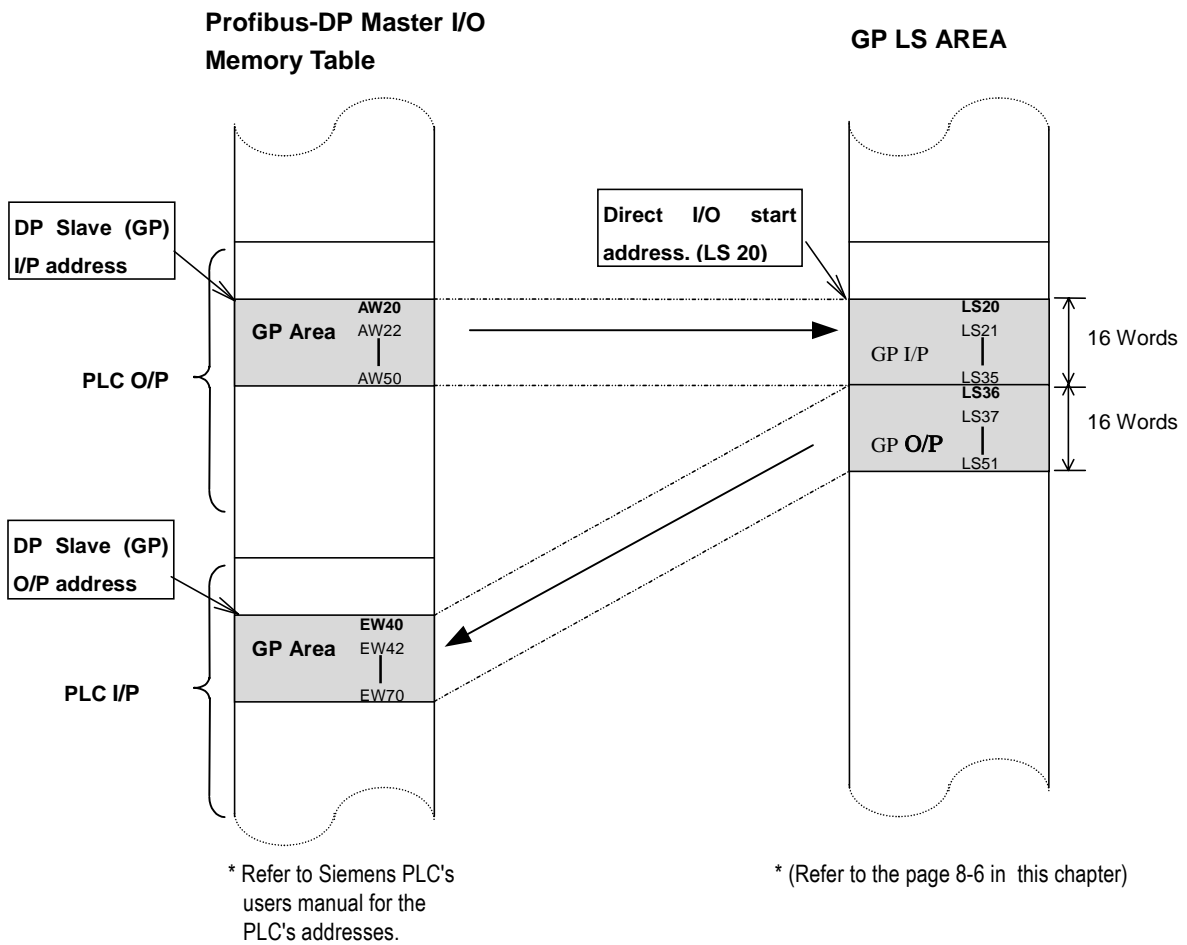 Profibus-DP Master I/O
Memory Table
GP LS AREA
DP Slave (GP)
I/P address
Direct I/O start
address. (LS 20)
AW20
GP Area AW22
AW50
PLC O/P
LS20
LS21
GP I/P
LS35
16 Words
LS36
LS37
GP O/P
LS51
16 Words
DP Slave (GP)
O/P address
EW40
GP Area EW42
EW70
PLC I/P
* Refer to Siemens PLC's
users manual for the
PLC's addresses.
* (Refer to the page 8-6 in this chapter)